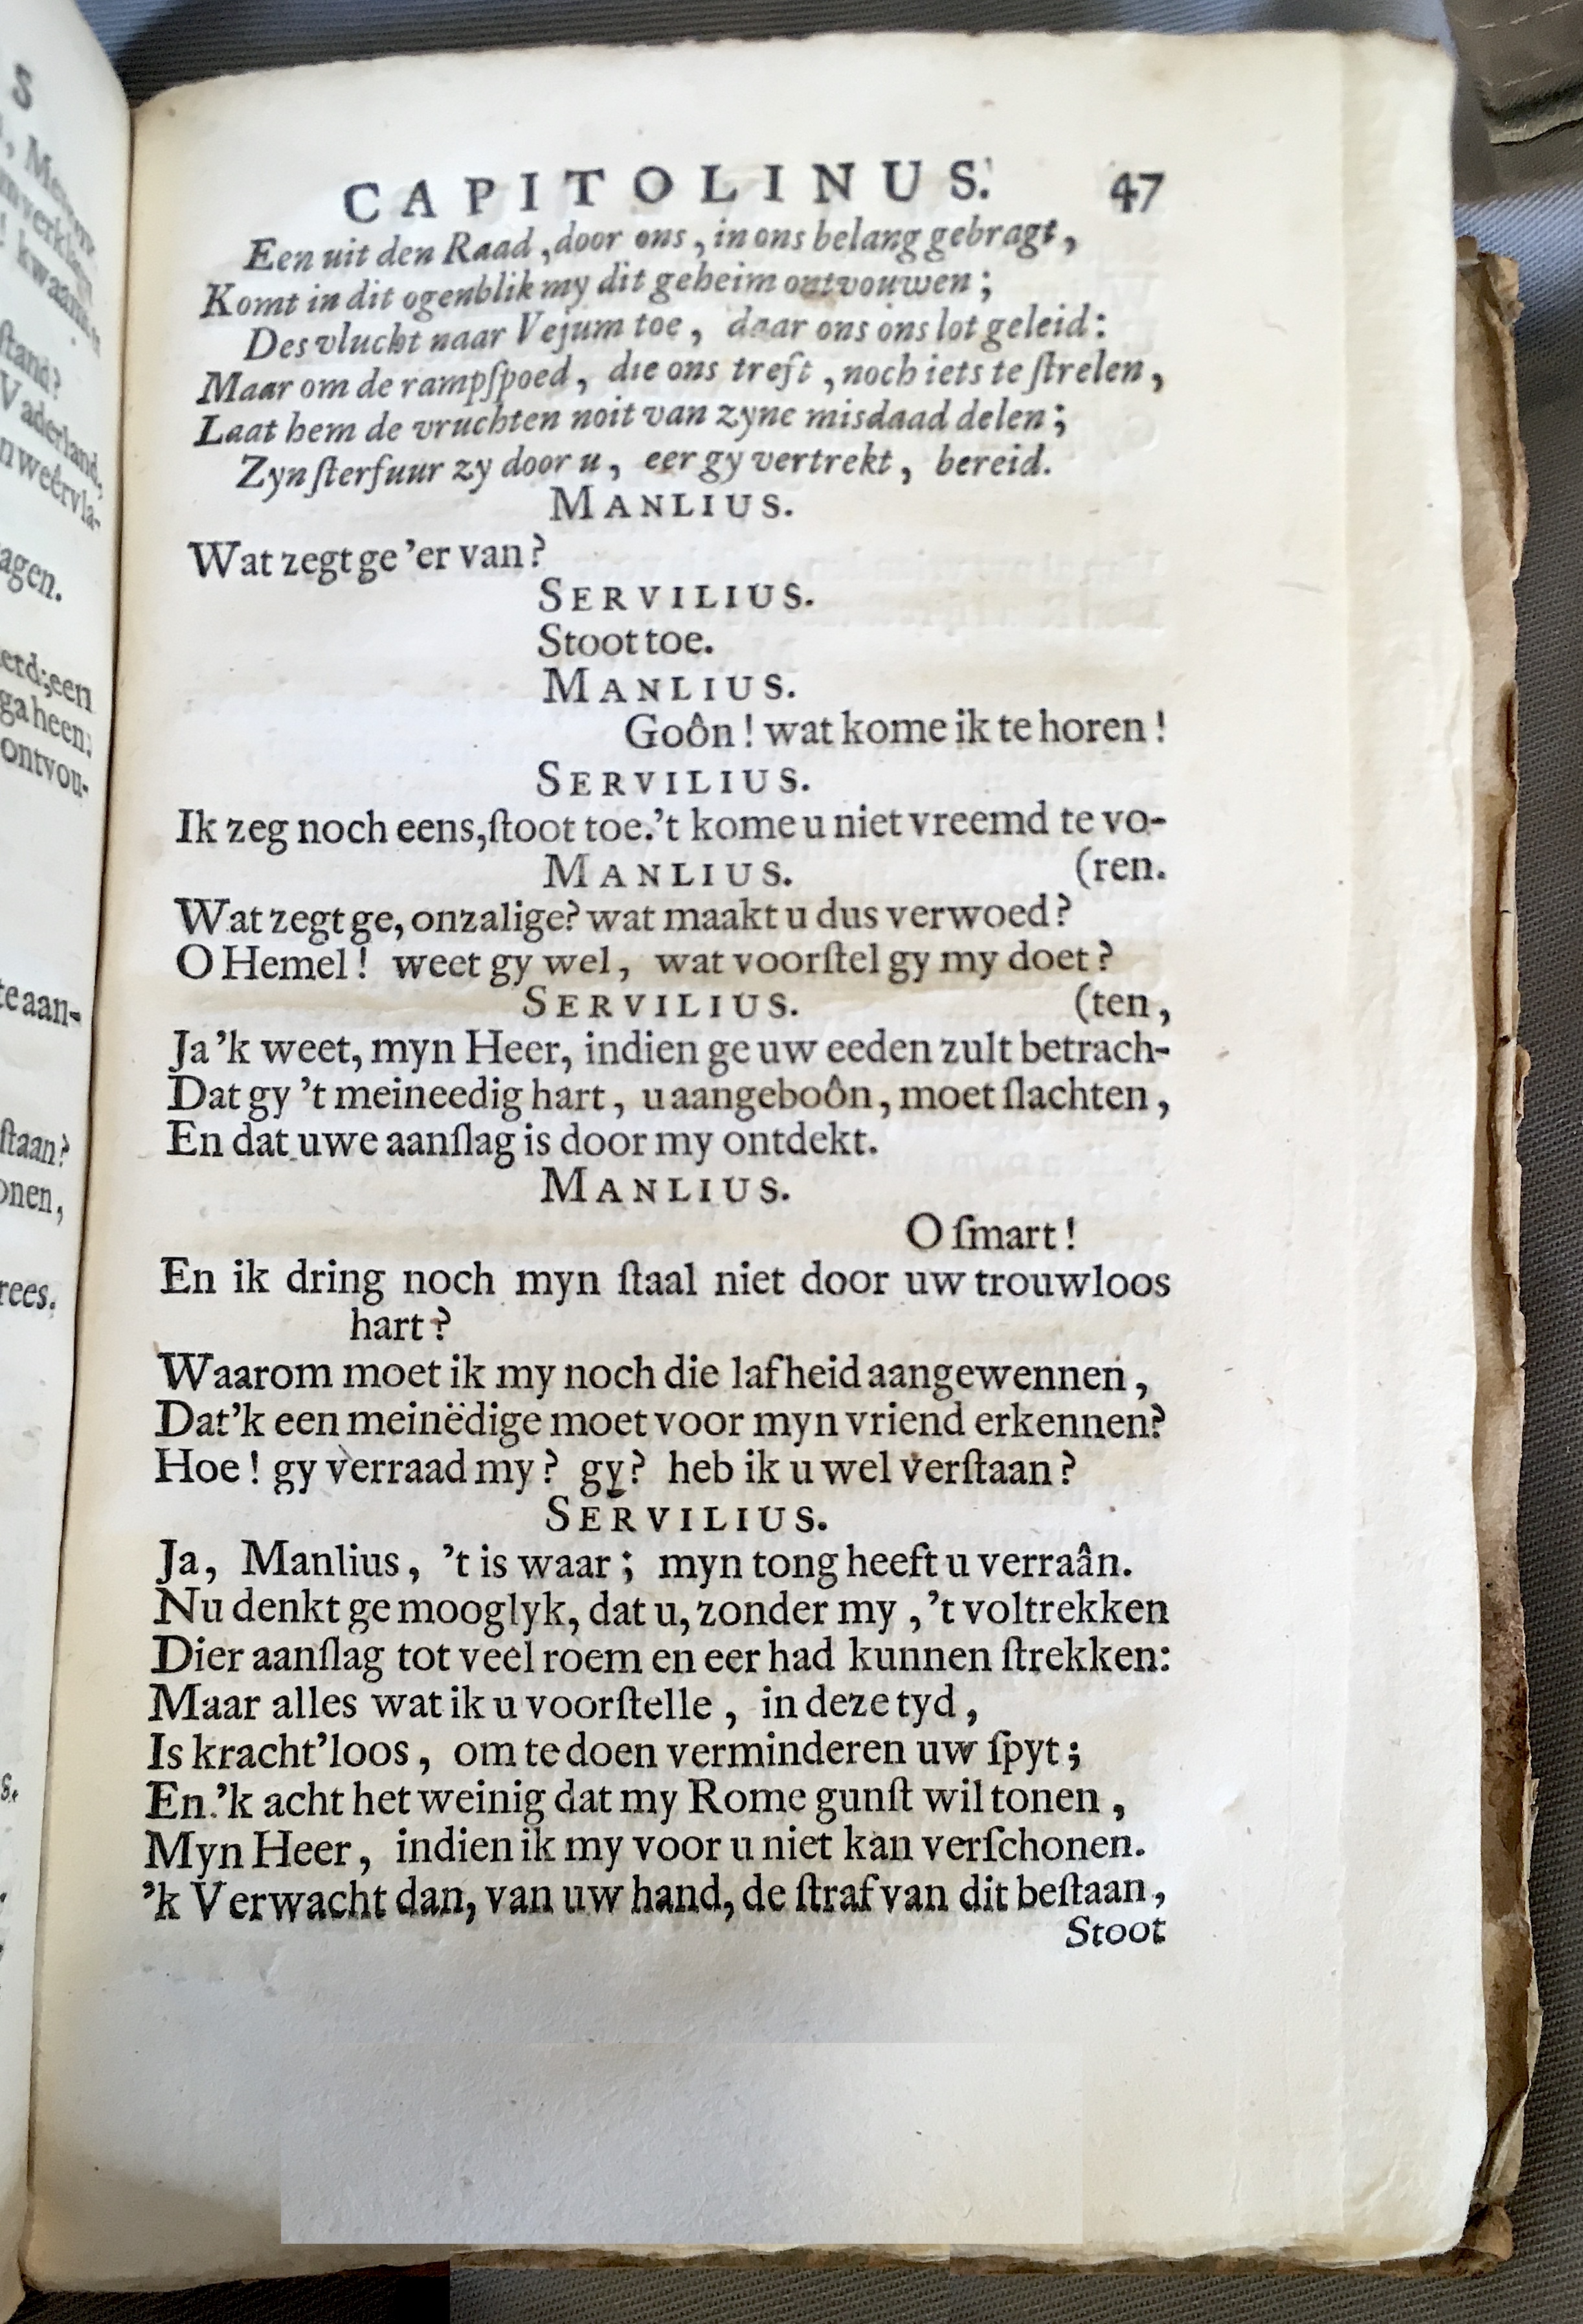 CAPITOLINUS. 47
Een uit den Raad, door ons, in ons belang gebragt,
Komt in dit ogenblik my dit geheim ontvouwen;
Des vlucht naar Vejum toe, daar ons ons lot geleid:
Maar om de rampſpoed, die ons treft, noch iets te ſtrelen,
Laat hem de vruchten noit van zyne misdaad delen;
Zyn ſterfuur zy door u, eer gy vertrekt, bereid.
MANLIUS.
Wat zegt ge 'er van?
SERVILIUS.
Stoot toe.
MANLIUS.
Goôn! wat kome ik te horen!
SERVILIUS.
Ik zeg noch eens, ſtoot toe. 't kome u niet vreemd te vo-
MANLIUS. (ren.
Wat zegt ge, onzalige? wat maakt u dus verwoed?
O Hemel! weet gy wel, wat voorſtel gy my doet?
SERVILIUS. (ten,
Ja 'k weet, myn Heer, indien ge uw eeden zult betrach-
Dat gy 't meineedig hart, u aangeboôn, moet ſlachten,
En dat uwe aanſlag is door my ontdekt.
MANLIUS.
O ſmart!
En ik dring noch myn ſtaal niet door uw trouwloos
hart?
Waarom moet ik my noch die lafheid aangewennen,
Dat 'k een meinëdige moet voor myn vriend erkennen?
Hoe! gy verraad my? gy? heb ik u wel verſtaan?
SERVILIUS.
Ja, Manlius, 't is waar; myn tong heeft u verraân.
Nu denkt ge mooglyk, dat u, zonder my, 't voltrekken
Dier aanſlag tot veel roem en eer had kunnen ſtrekken:
Maar alles wat ik u voorſtelle, in deze tyd,
Is kracht'loos, om te doen verminderen uw ſpyt;
En 'k acht het weinig dat my Rome gunſt wil tonen,
Myn Heer, indien ik my voor u niet kan verſchonen.
'k Verwacht dan, van uw hand, de ſtraf van dit beſtaan,
Stoot